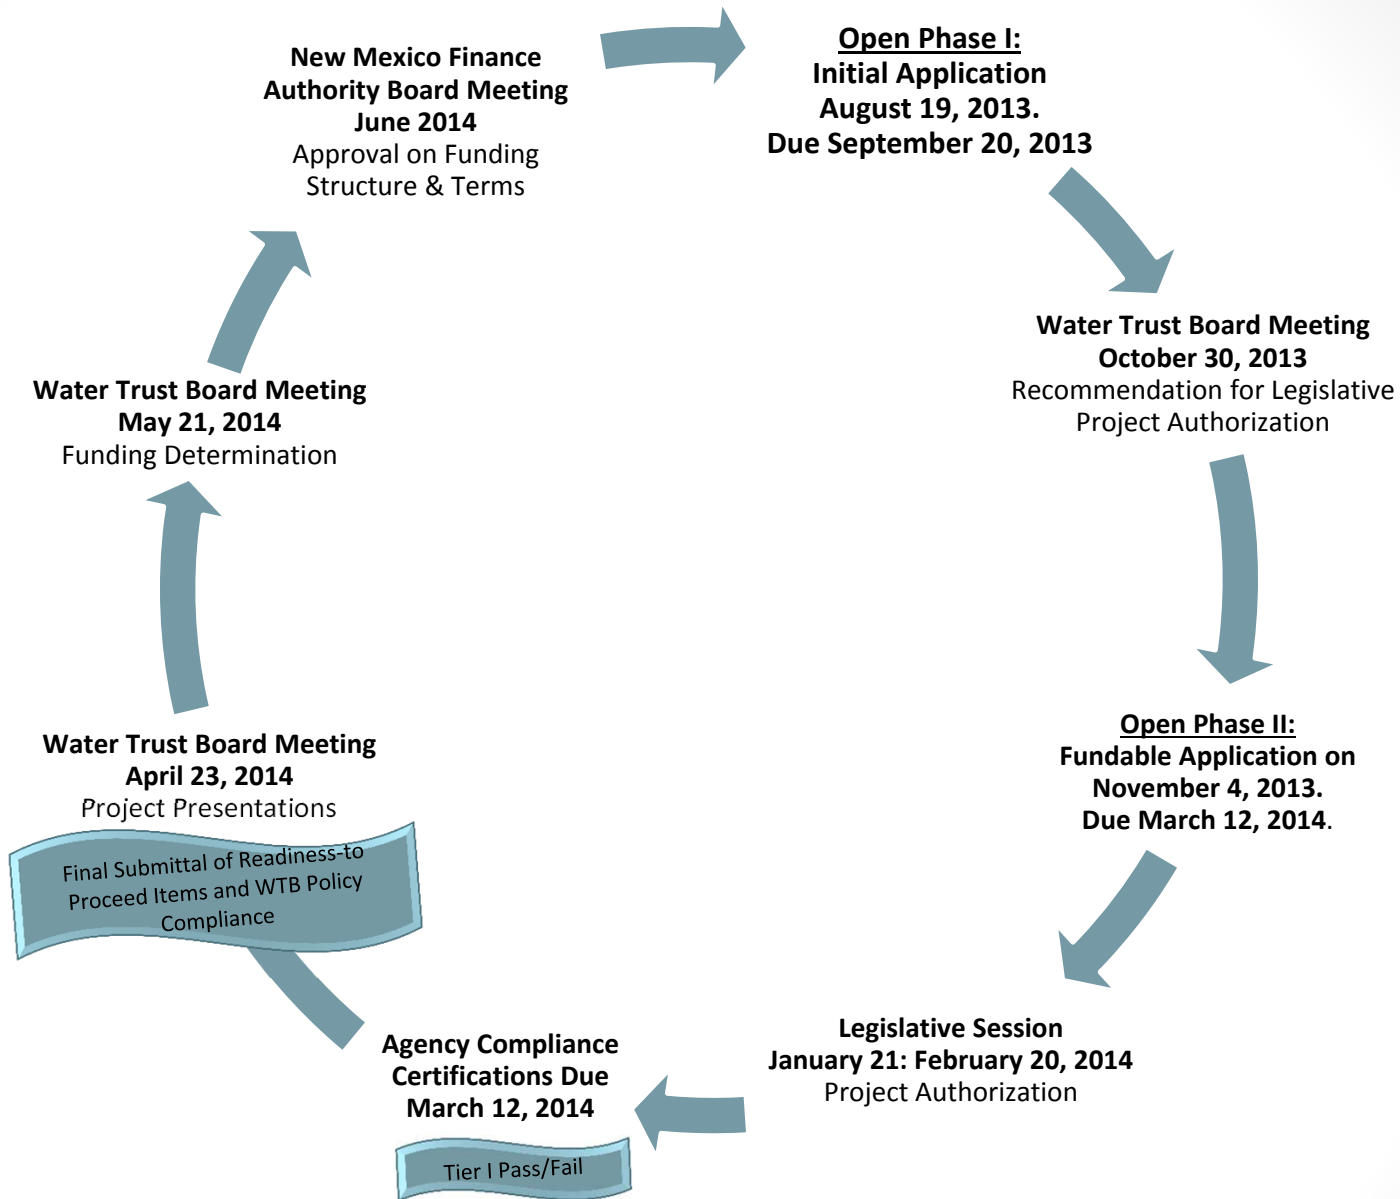 Open Phase I:
Initial Application
August 19, 2013.
Due September 20, 2013
Water Trust Board Meeting
October 30, 2013
Recommendation for Legislative
Project Authorization
Open Phase II:
Fundable Application on
November 4, 2013.
Due March 12, 2014.
Legislative Session
January 21: February 20, 2014
Project Authorization
Agency Compliance
Certifications Due
March 12, 2014
Tier I Pass/Fail
Water Trust Board Meeting
April 23, 2014
Project Presentations
Final Submittal of Readiness-to
Proceed Items and WTB Policy
Compliance
Water Trust Board Meeting
May 21, 2014
Funding Determination
New Mexico Finance
Authority Board Meeting
June 2014
Approval on Funding
Structure & Terms